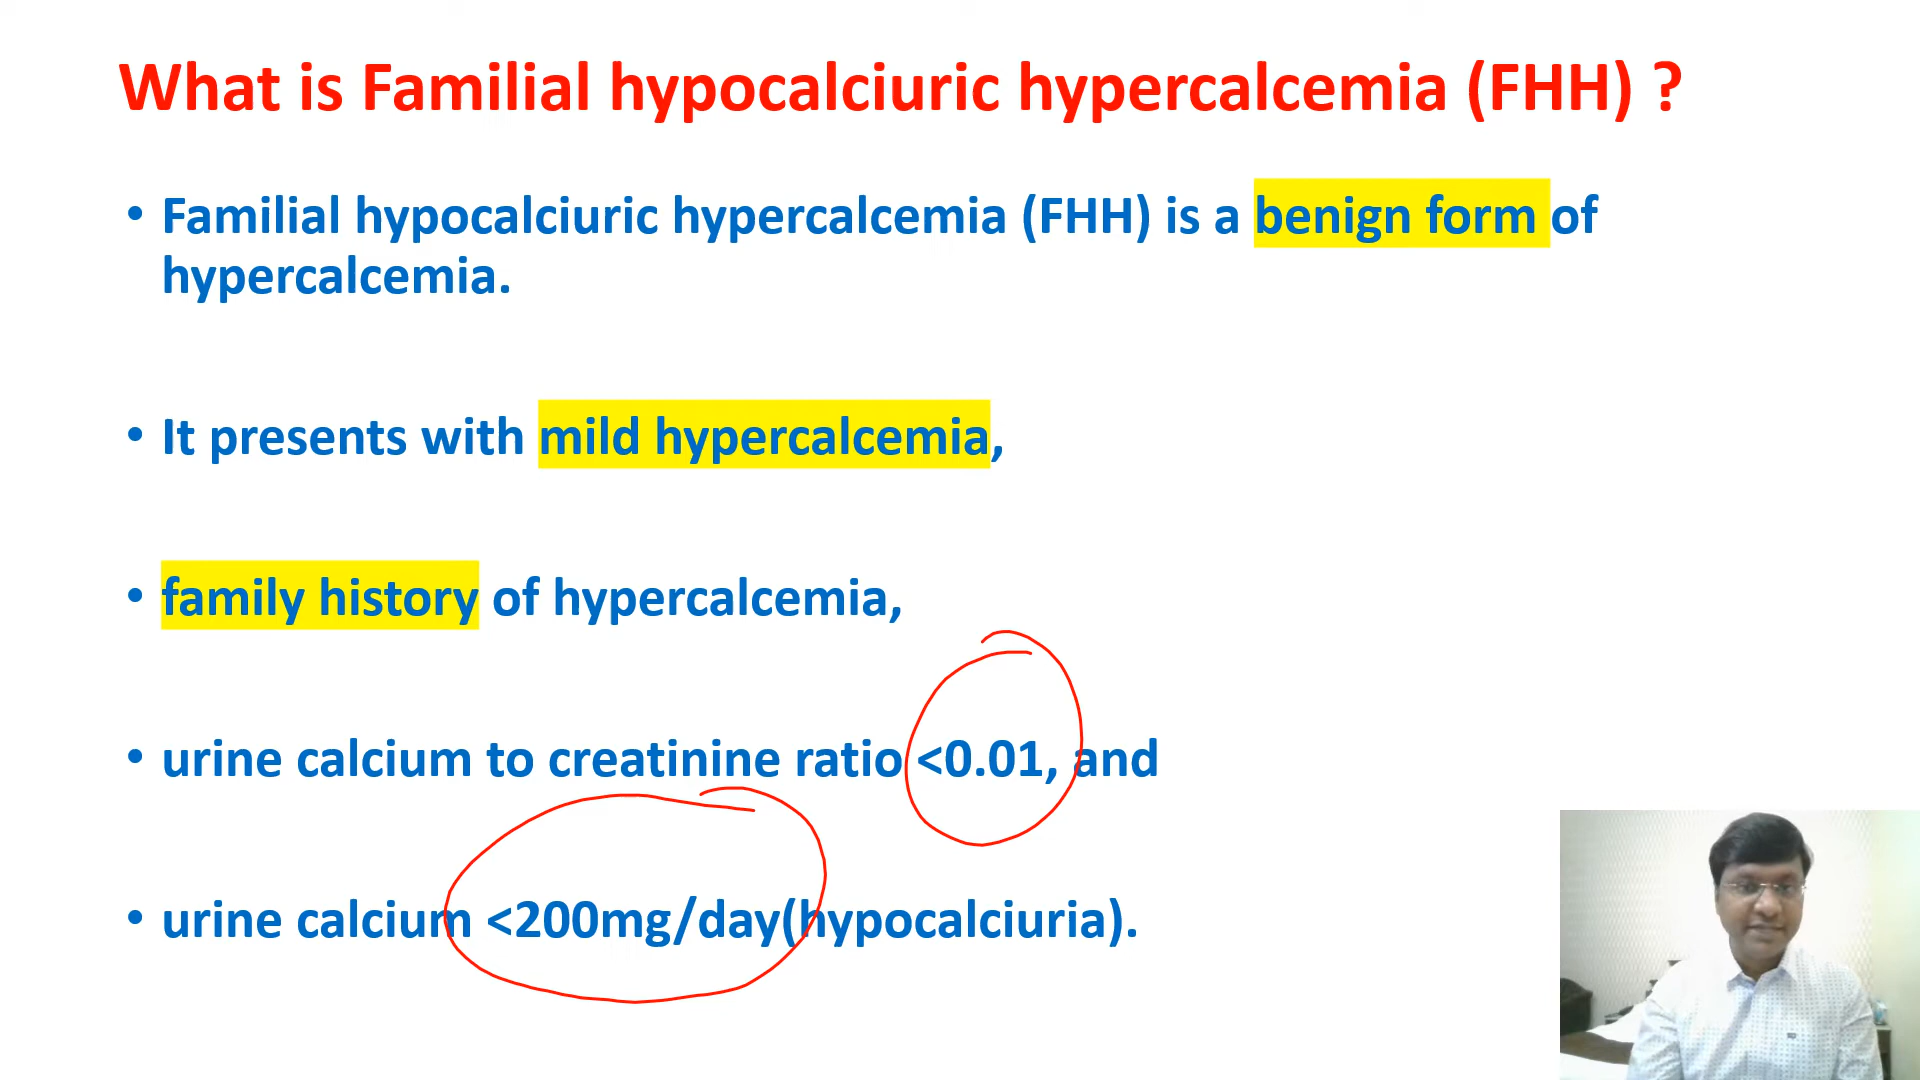 What is Familial hypocalciuric hypercalcemia (FHH) ?
• Familial hypocalciuric hypercalcemia (FHH) is a benign form of
hypercalcemia.
• It presents with mild hypercalcemia,
• family history of hypercalcemia,
• urine calcium to creatinine ratio <0.01, and
• urine calcium <200mg/day(hypocalciuria).